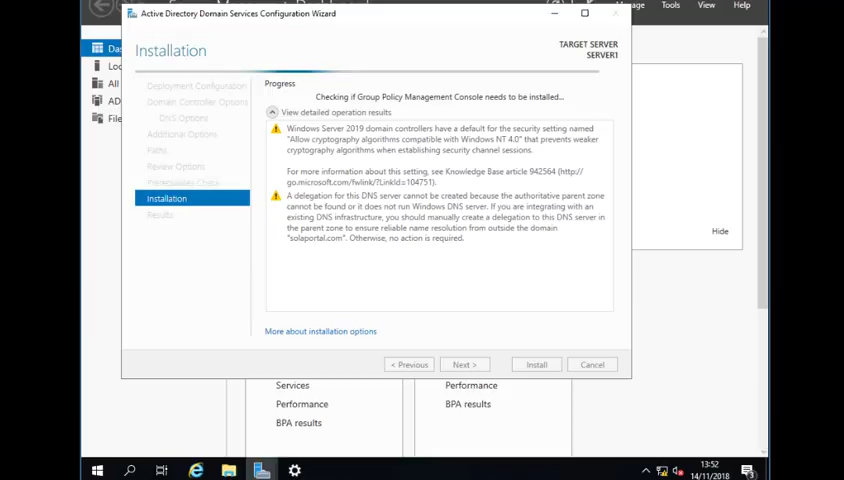 Manage Tools View Help
Active Directory Domain Services Configuration Wizard
Installation
TARGET SERVER
SERVER1
Deployment Configuration
Domain Controller Options
DNS Options
Additional Options
Paths
Review Options
Prerequisites Check
Installation
Results
Progress
Checking if Group Policy Management Console needs to be installed...
View detailed operation results
Windows Server 2019 domain controllers have a default for the security setting named
"Allow cryptography algorithms compatible with Windows NT 4.0" that prevents weaker
cryptography algorithms when establishing security channel sessions.
For more information about this setting, see Knowledge Base article 942564 (http://
go.microsoft.com/fwlink/?LinkId=104751).
A delegation for this DNS server cannot be created because the authoritative parent zone
cannot be found or it does not run Windows DNS server. If you are integrating with an
existing DNS infrastructure, you should manually create a delegation to this DNS server in
the parent zone to ensure reliable name resolution from outside the domain
"solaportal.com". Otherwise, no action is required.
More about installation options
< Previous
Next >
Install
Cancel
Das
Loc
All
AD
File
Hide
Services
Performance
BPA results
Performance
BPA results
13:52
14/11/2018
3